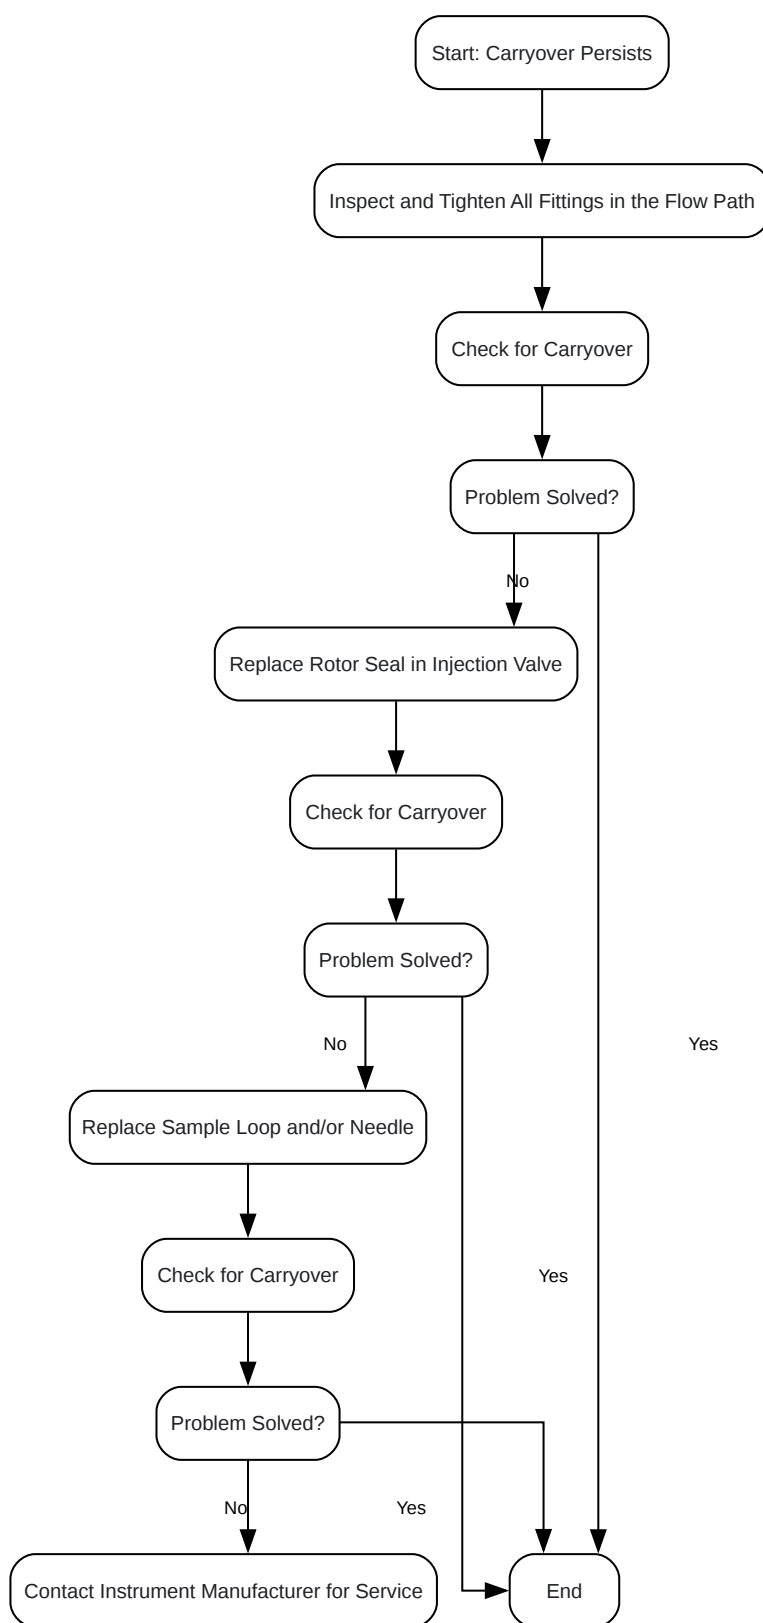 Start: Carryover Persists
Inspect and Tighten All Fittings in the Flow Path
Check for Carryover
Problem Solved?
No
Replace Rotor Seal in Injection Valve
Check for Carryover
Problem Solved?
No
Yes
Replace Sample Loop and/or Needle
Check for Carryover
Yes
Problem Solved?
No
Yes
Contact Instrument Manufacturer for Service
End